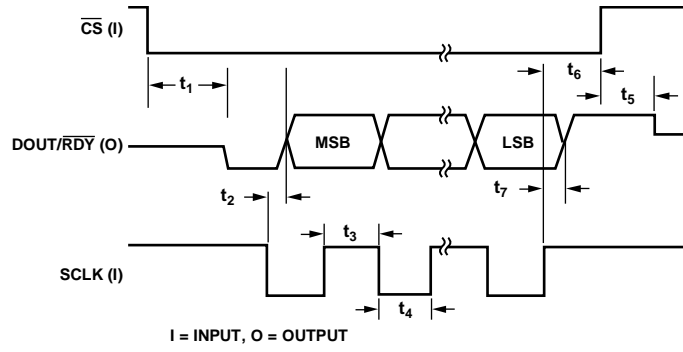 CS (I)
t1
t6
t5
DOUT/RDY (O)
MSB
LSB
t2
t7
t3
SCLK (I)
t4
I = INPUT, O = OUTPUT